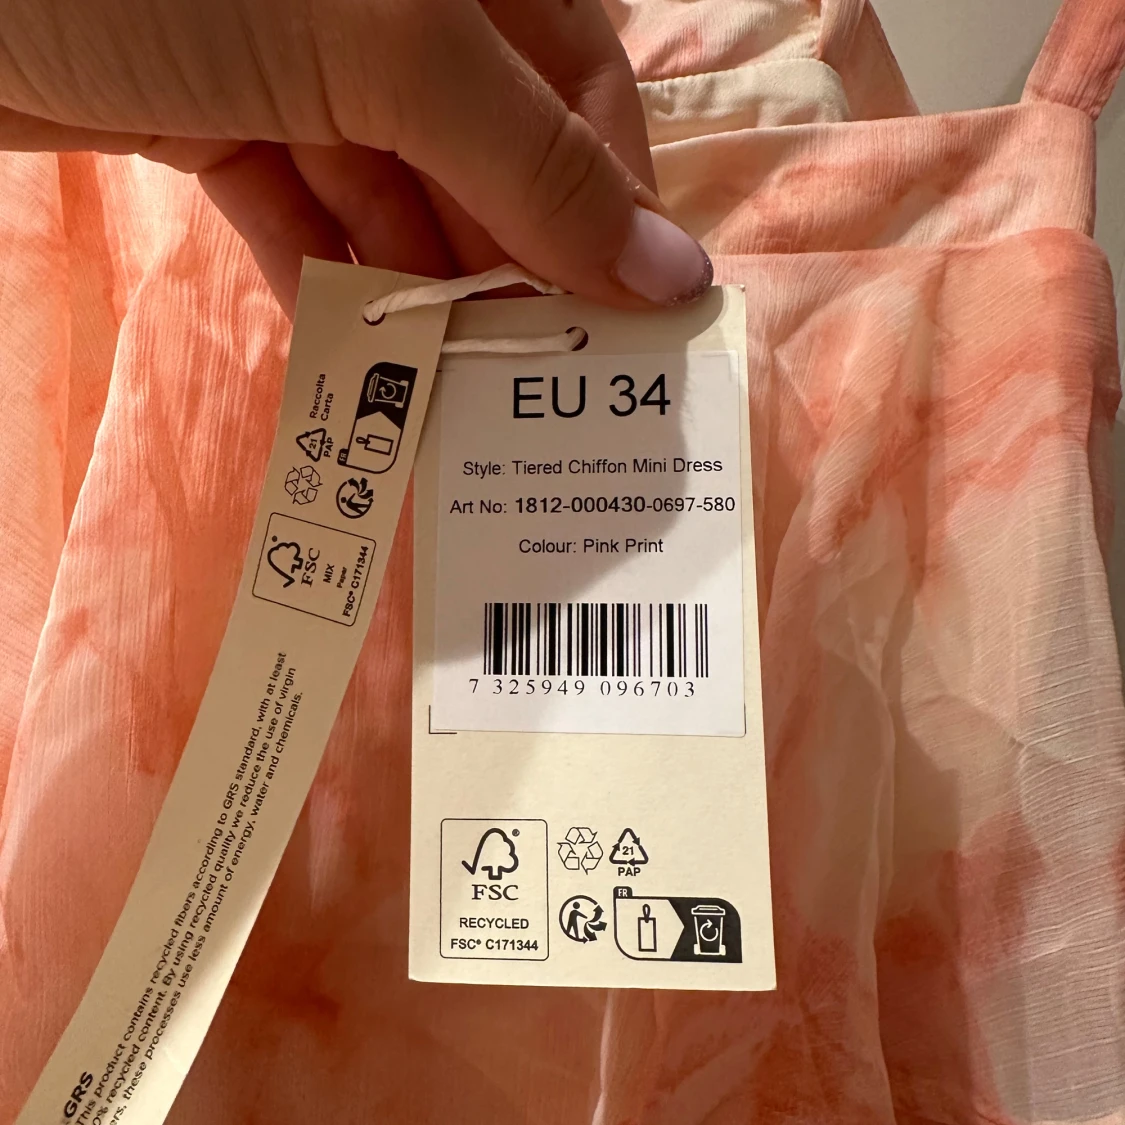 Raccolta
Carta
21
PAP
FR
FSC
MIX
Paper
FSC® C171344
GRS
This product contains recycled fibers according to GRS standard, with at least
0% recycled content. By using recycled quality we reduce the use of virgin
these processes use less amount of energy, water and chemicals.
EU 34
Style: Tiered Chiffon Mini Dress
Art No: 1812-000430-0697-580
Colour: Pink Print
7 325949 096703
FSC
RECYCLED
FSC® C171344
21
PAP
FR